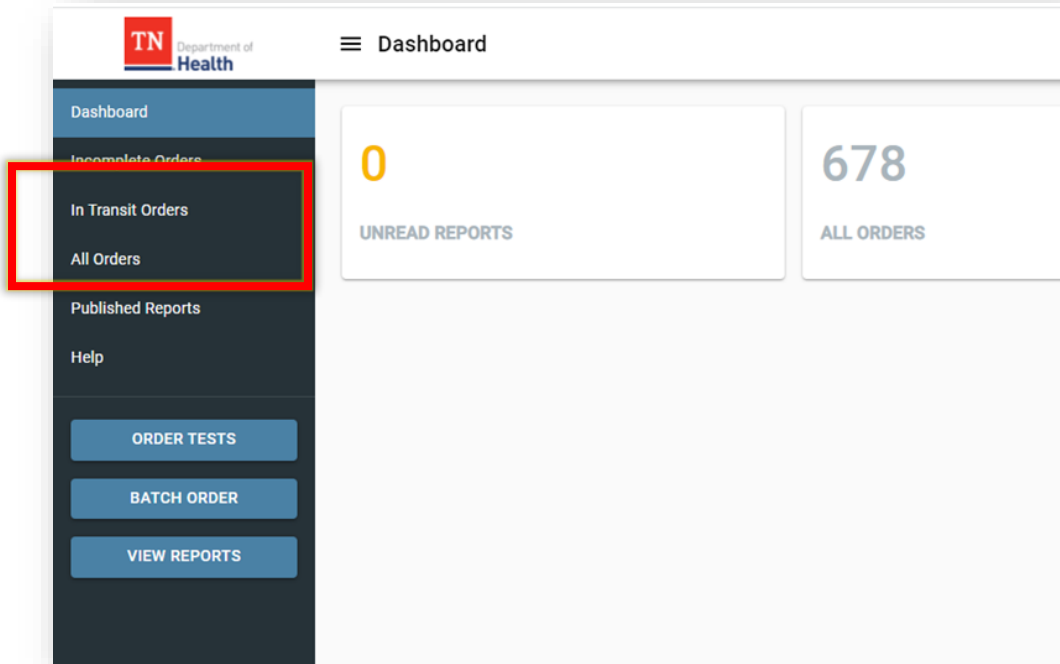 TN Department of
Health
Dashboard
Dashboard
Incomplete Orders
In Transit Orders
All Orders
Published Reports
Help
ORDER TESTS
BATCH ORDER
VIEW REPORTS
0
UNREAD REPORTS
678
ALL ORDERS